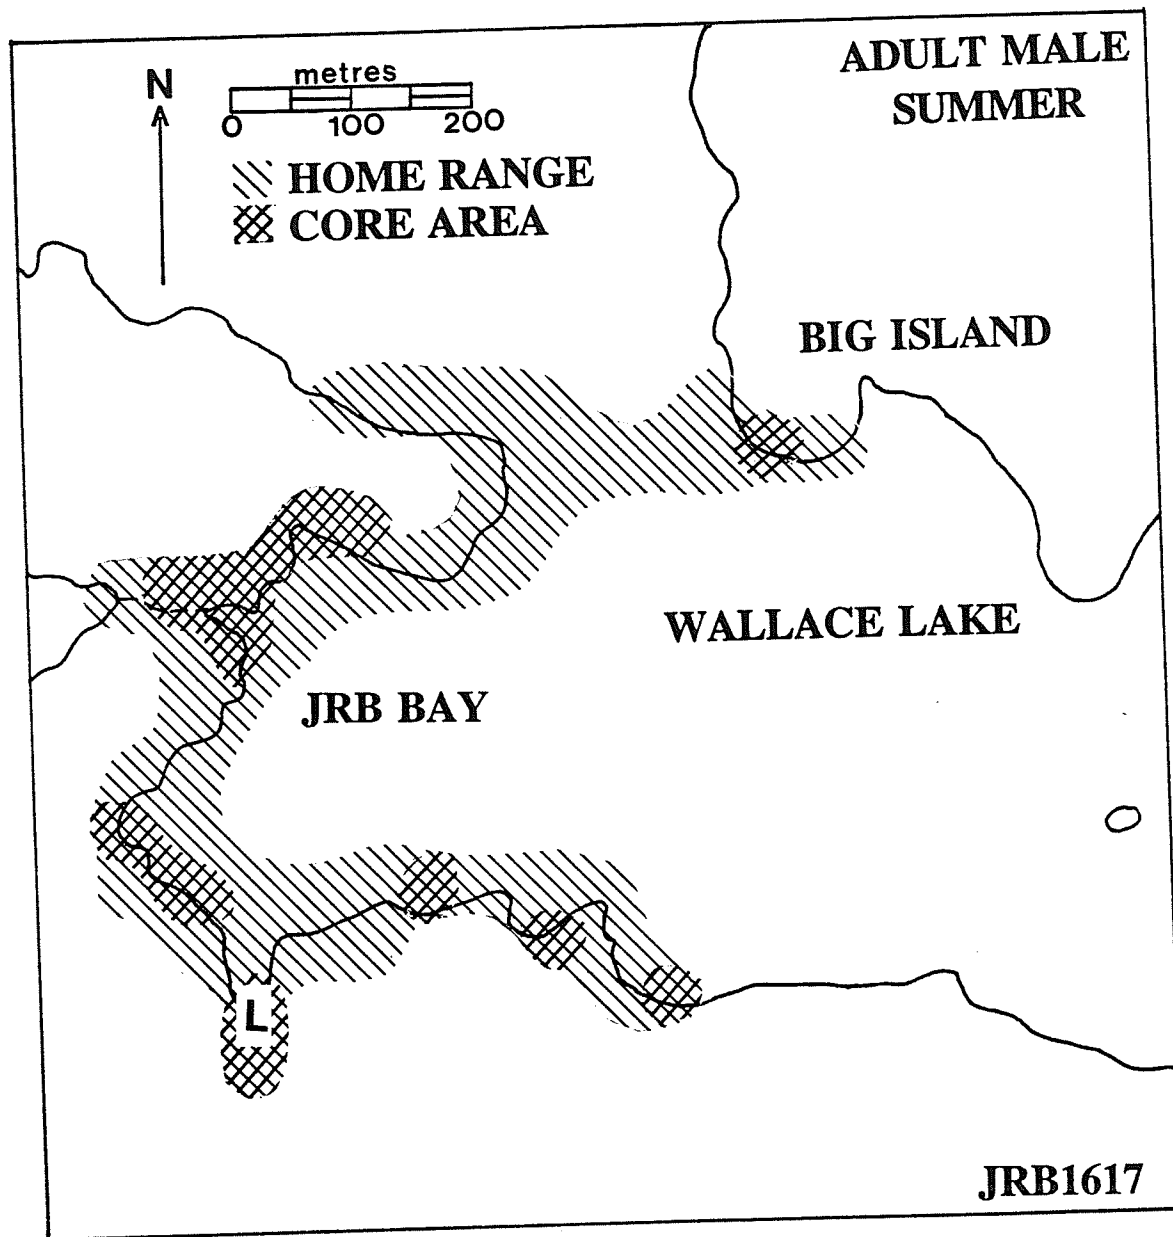 ADULT MALE
SUMMER
N
metres
0 100 200
HOME RANGE
CORE AREA
BIG ISLAND
WALLACE LAKE
JRB BAY
L
JRB1617